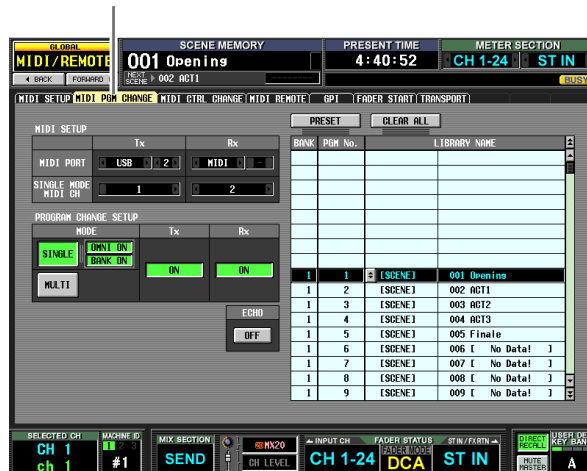 GLOBAL
MIDI/REMOTE
BACK
FORWARD
SCENE MEMORY
001 Opening
NEXT SCENE
002 ACT1
PRESENT TIME
4:40:52
METER SECTION
CH 1-24
ST IN
BUSY
MIDI SETUP
MIDI PGM CHANGE
MIDI CTRL CHANGE
MIDI REMOTE
GPI
FADER START
TRANSPORT
PRESET
CLEAR ALL
MIDI SETUP
Tx
Rx
MIDI PORT
USB
2
MIDI
-
SINGLE MODE MIDI CH
1
2
PROGRAM CHANGE SETUP
MODE
Tx
Rx
SINGLE
OMNI ON
BANK ON
MULTI
ON
ON
ECHO
OFF
BANK PGM No. LIBRARY NAME
1 1 [SCENE] 001 Opening
1 2 [SCENE] 002 ACT1
1 3 [SCENE] 003 ACT2
1 4 [SCENE] 004 ACT3
1 5 [SCENE] 005 Finale
1 6 [SCENE] 006 [ No Data! ]
1 7 [SCENE] 007 [ No Data! ]
1 8 [SCENE] 008 [ No Data! ]
1 9 [SCENE] 009 [ No Data! ]
SELECTED CH
CH 1
ch 1
MACHINE ID
1 2 3
#1
MIX SECTION
SEND
MX20
CH LEVEL
INPUT CH
CH 1-24
FADER STATUS
FADER MODE
DCA
ST IN/FXRTN
ST IN
DIRECT RECALL
MUTE MASTER
USER DE
KEY BAN
A